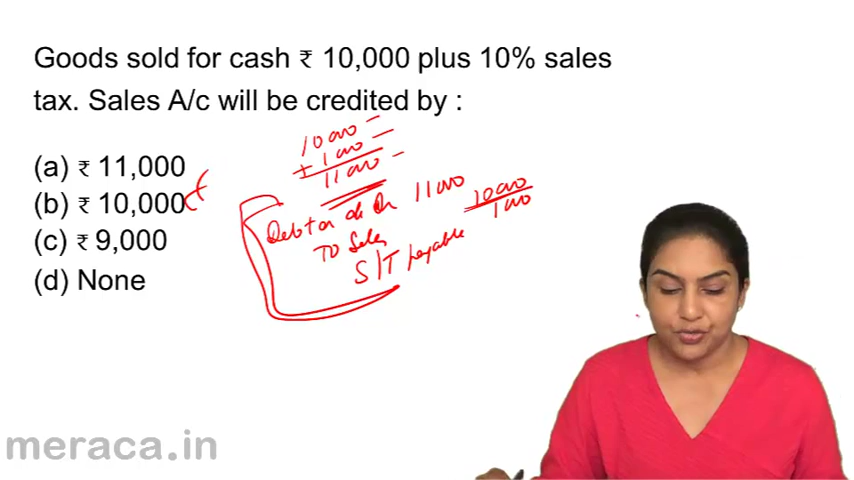 Goods sold for cash ₹ 10,000 plus 10% sales
tax. Sales A/c will be credited by :
(a) ₹ 11,000
(b) ₹ 10,000
(c) ₹ 9,000
(d) None
10000
+ 1000
11000
Debtor Dr 11000
To Sales 10000
S/T payable 1000
meraca.in